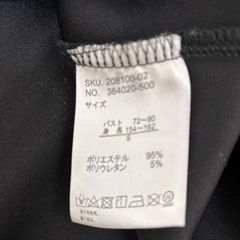 SKU. 208100-02
NO. 384020-500
サイズ
バスト 72~80
身長 154~162
S
ポリエステル 95%
ポリウレタン 5%